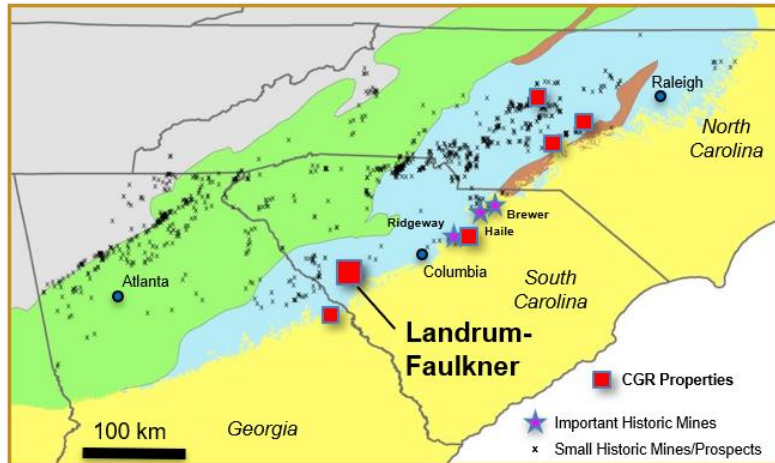 Raleigh
North
Carolina
Brewer
Ridgeway
Haile
Columbia
Atlanta
South
Carolina
Landrum-
Faulkner
CGR Properties
100 km
Georgia
Important Historic Mines
x Small Historic Mines/Prospects